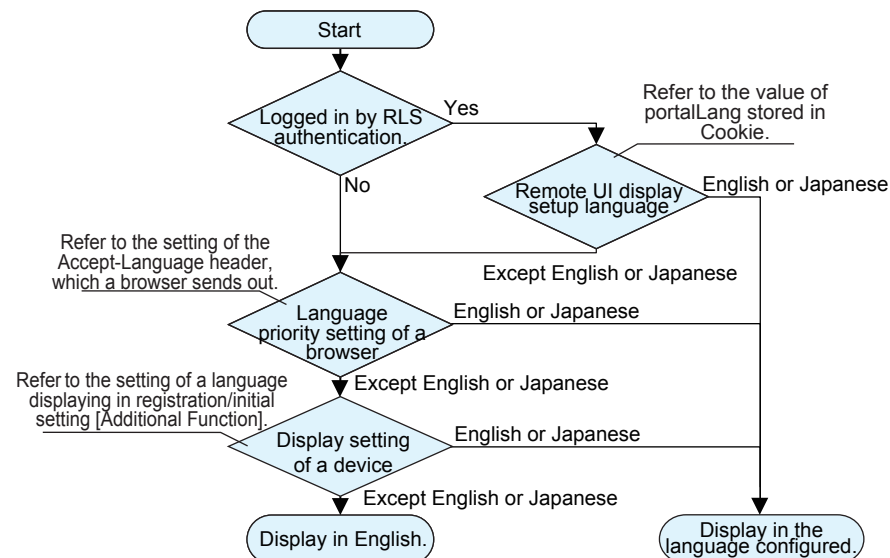 Start
Logged in by RLS
authentication.
Yes
Refer to the value of
portalLang stored in
Cookie.
No
Remote UI display
setup language
English or Japanese
Refer to the setting of the
Accept-Language header,
which a browser sends out.
Except English or Japanese
Language
priority setting of a
browser
English or Japanese
Except English or Japanese
Refer to the setting of a language
displaying in registration/initial
setting [Additional Function].
Display setting
of a device
English or Japanese
Except English or Japanese
Display in English.
Display in the
language configured.